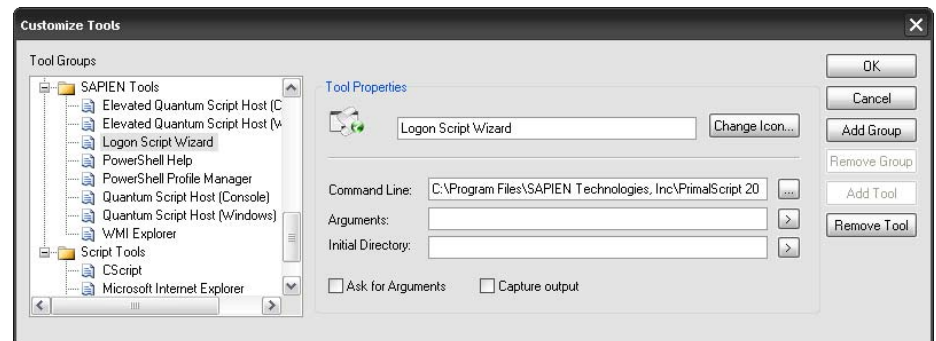 Customize Tools
Tool Groups
SAPIEN Tools
Elevated Quantum Script Host (C
Elevated Quantum Script Host (W
Logon Script Wizard
PowerShell Help
PowerShell Profile Manager
Quantum Script Host (Console)
Quantum Script Host (Windows)
WMI Explorer
Script Tools
CScript
Microsoft Internet Explorer
Tool Properties
Logon Script Wizard
Change Icon...
Command Line:
C:\Program Files\SAPIEN Technologies, Inc\PrimalScript 20
...
Arguments:
>
Initial Directory:
>
Ask for Arguments
Capture output
OK
Cancel
Add Group
Remove Group
Add Tool
Remove Tool